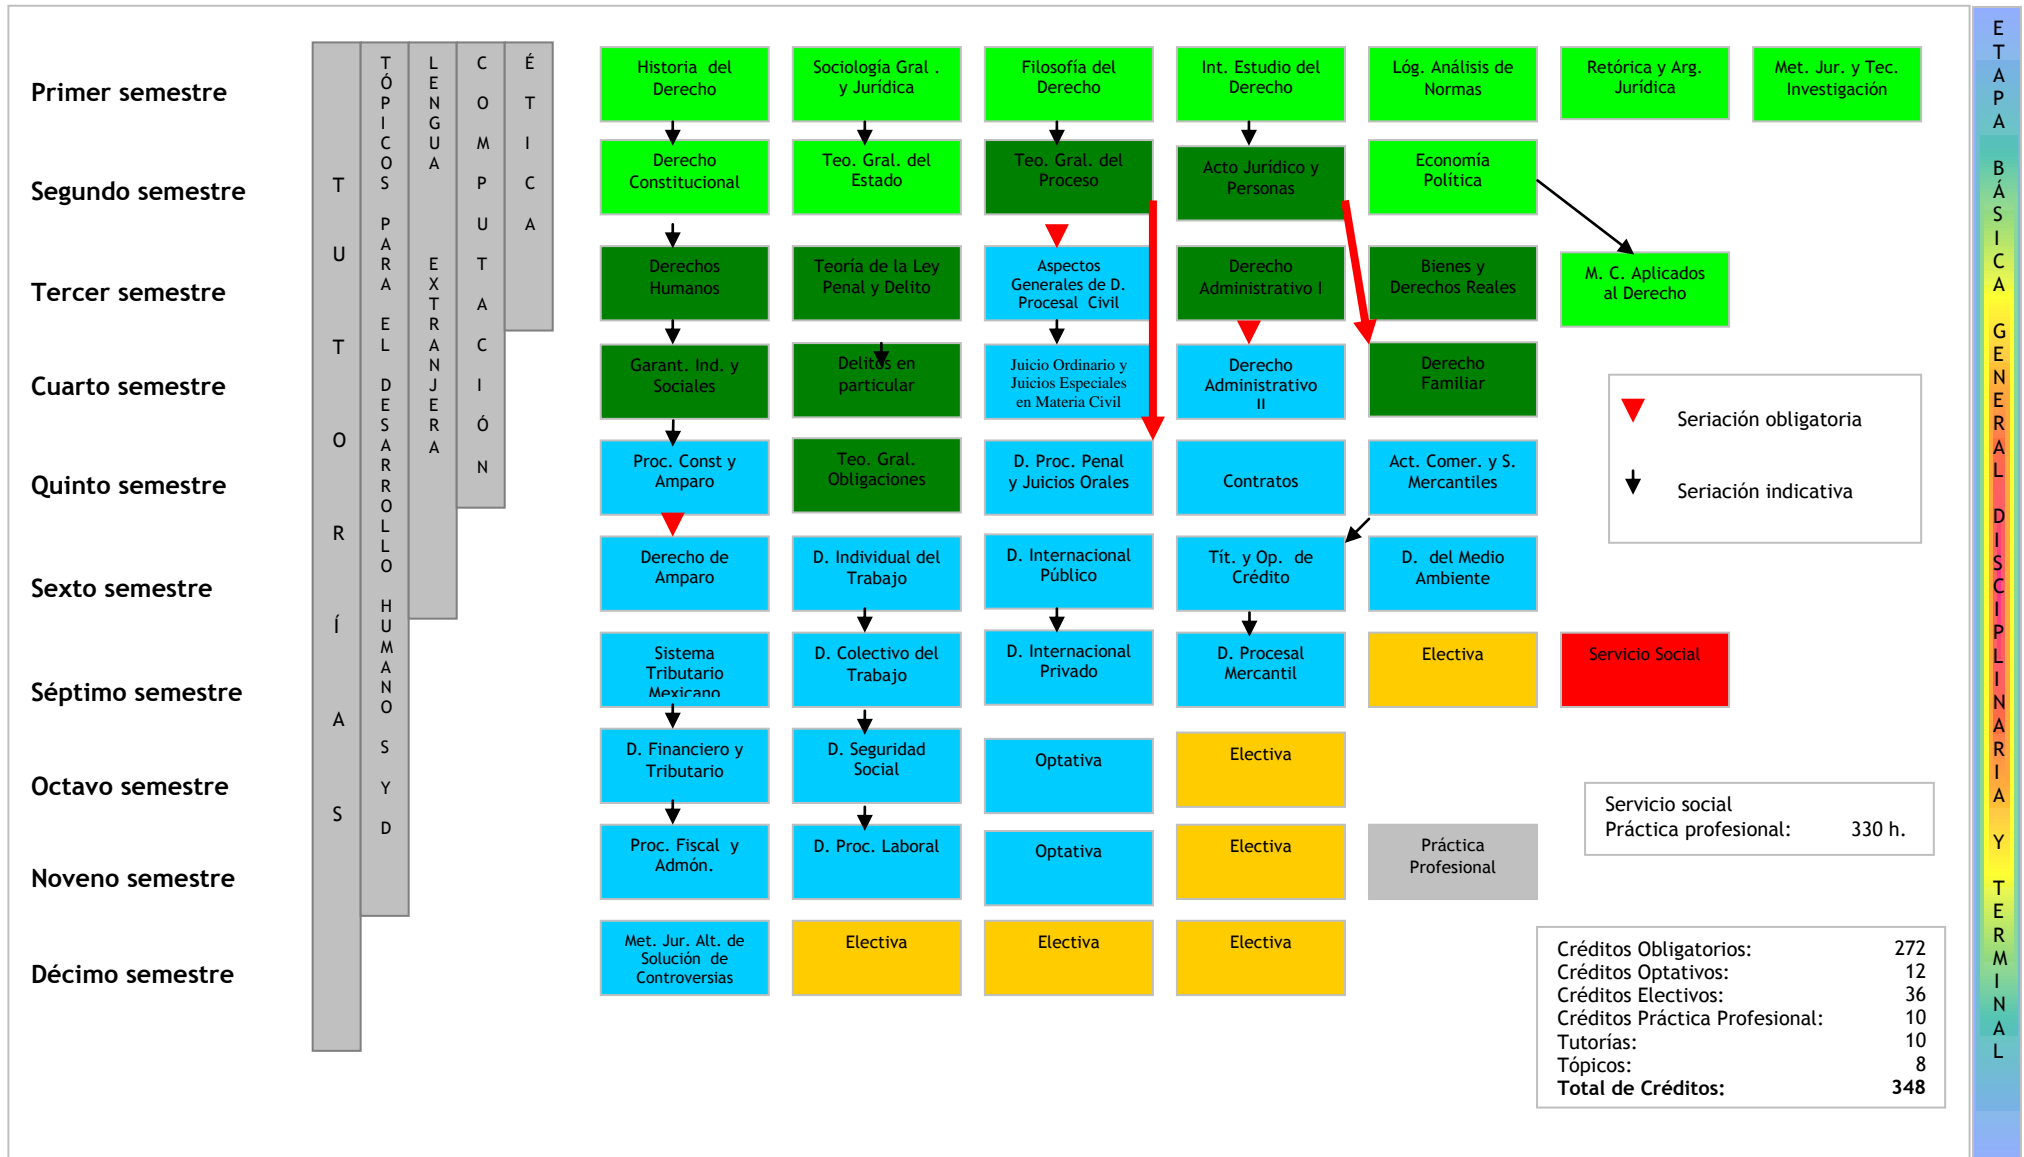 Primer semestre
Segundo semestre
Tercer semestre
Cuarto semestre
Quinto semestre
Sexto semestre
Séptimo semestre
Octavo semestre
Noveno semestre
Décimo semestre
TUTORÍAS
TÓPICOS PARA EL DESARROLLO HUMANO S Y D
LENGUA EXTRANJERA
COMPUTACIÓN
ÉTICA
Historia del
Derecho
Sociología Gral .
y Jurídica
Filosofía del
Derecho
Int. Estudio del
Derecho
Lóg. Análisis de
Normas
Retórica y Arg.
Jurídica
Met. Jur. y Tec.
Investigación
Derecho
Constitucional
Teo. Gral. del
Estado
Teo. Gral. del
Proceso
Acto Jurídico y
Personas
Economía
Política
Derechos
Humanos
Teoría de la Ley
Penal y Delito
Aspectos
Generales de D.
Procesal Civil
Derecho
Administrativo I
Bienes y
Derechos Reales
M. C. Aplicados
al Derecho
Garant. Ind. y
Sociales
Delitos en
particular
Juicio Ordinario y
Juicios Especiales
en Materia Civil
Derecho
Administrativo
II
Derecho
Familiar
Seriación obligatoria
Seriación indicativa
Proc. Const y
Amparo
Teo. Gral.
Obligaciones
D. Proc. Penal
y Juicios Orales
Contratos
Act. Comer. y S.
Mercantiles
Derecho de
Amparo
D. Individual del
Trabajo
D. Internacional
Público
Tít. y Op. de
Crédito
D. del Medio
Ambiente
Sistema
Tributario
Mexicano
D. Colectivo del
Trabajo
D. Internacional
Privado
D. Procesal
Mercantil
Electiva
Servicio Social
D. Financiero y
Tributario
D. Seguridad
Social
Optativa
Electiva
Servicio social
Práctica profesional: 330 h.
Proc. Fiscal y
Admón.
D. Proc. Laboral
Optativa
Electiva
Práctica
Profesional
Met. Jur. Alt. de
Solución de
Controversias
Electiva
Electiva
Electiva
Créditos Obligatorios: 272
Créditos Optativos: 12
Créditos Electivos: 36
Créditos Práctica Profesional: 10
Tutorías: 10
Tópicos: 8
Total de Créditos: 348
ETAPA BÁSICA GENERAL DISCIPLINARIA Y TERMINAL